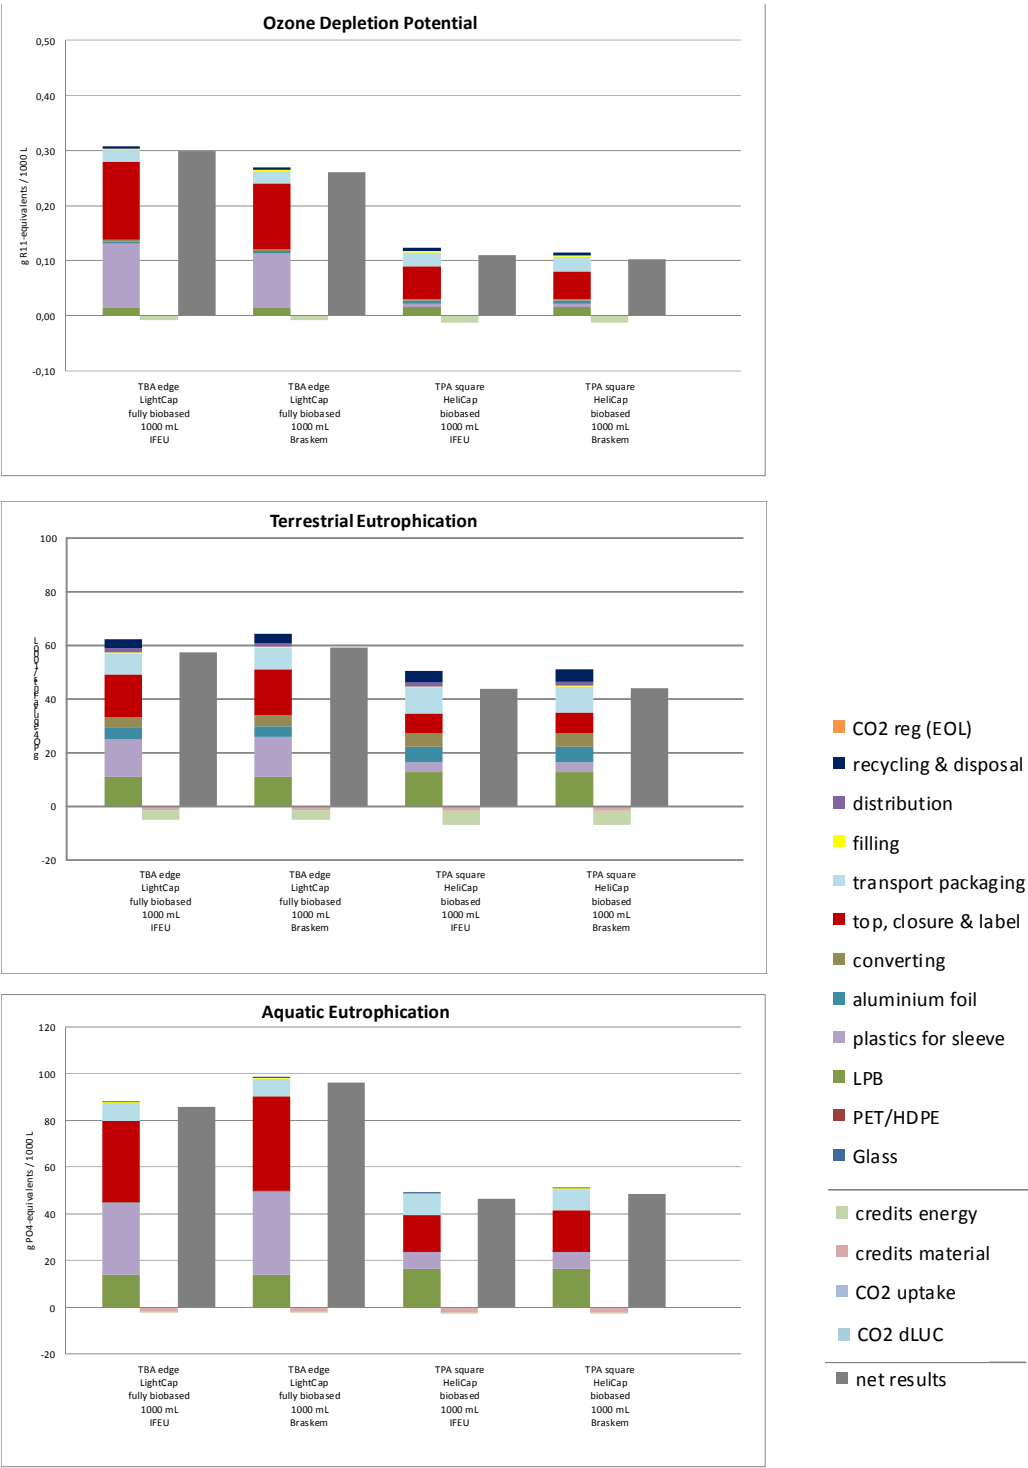 Ozone Depletion Potential
0,50
0,40
0,30
0,20
0,10
0,00
-0,10
g R11-equivalents / 1000 L
TBA edge
LightCap
fully biobased
1000 mL
IFEU
TBA edge
LightCap
fully biobased
1000 mL
Braskem
TPA square
HeliCap
biobased
1000 mL
IFEU
TPA square
HeliCap
biobased
1000 mL
Braskem
Terrestrial Eutrophication
100
80
60
40
20
0
-20
TBA edge
LightCap
fully biobased
1000 mL
IFEU
TBA edge
LightCap
fully biobased
1000 mL
Braskem
TPA square
HeliCap
biobased
1000 mL
IFEU
TPA square
HeliCap
biobased
1000 mL
Braskem
Aquatic Eutrophication
120
100
80
60
40
20
0
-20
g PO4-equivalents / 1000 L
TBA edge
LightCap
fully biobased
1000 mL
IFEU
TBA edge
LightCap
fully biobased
1000 mL
Braskem
TPA square
HeliCap
biobased
1000 mL
IFEU
TPA square
HeliCap
biobased
1000 mL
Braskem
CO2 reg (EOL)
recycling & disposal
distribution
filling
transport packaging
top, closure & label
converting
aluminium foil
plastics for sleeve
LPB
PET/HDPE
Glass
credits energy
credits material
CO2 uptake
CO2 dLUC
net results